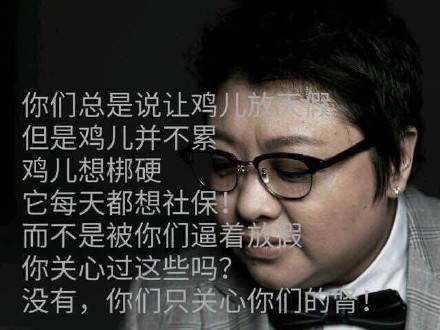 你们总是说让鸡儿放天假
但是鸡儿并不累
鸡儿想梆硬
它每天都想社保!
而不是被你们逼着放假
你关心过这些吗?
没有，你们只关心你们的肾!